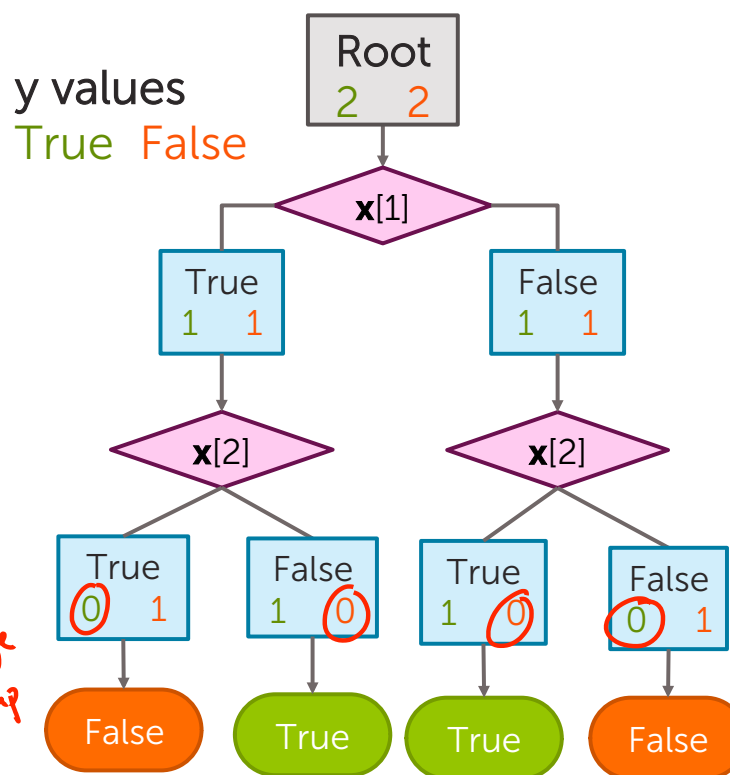 Root
2 2
y values
True False
x[1]
True False
1 1 1 1
x[2] x[2]
True False True False
0 1 1 0 1 0 0 1
False True True False